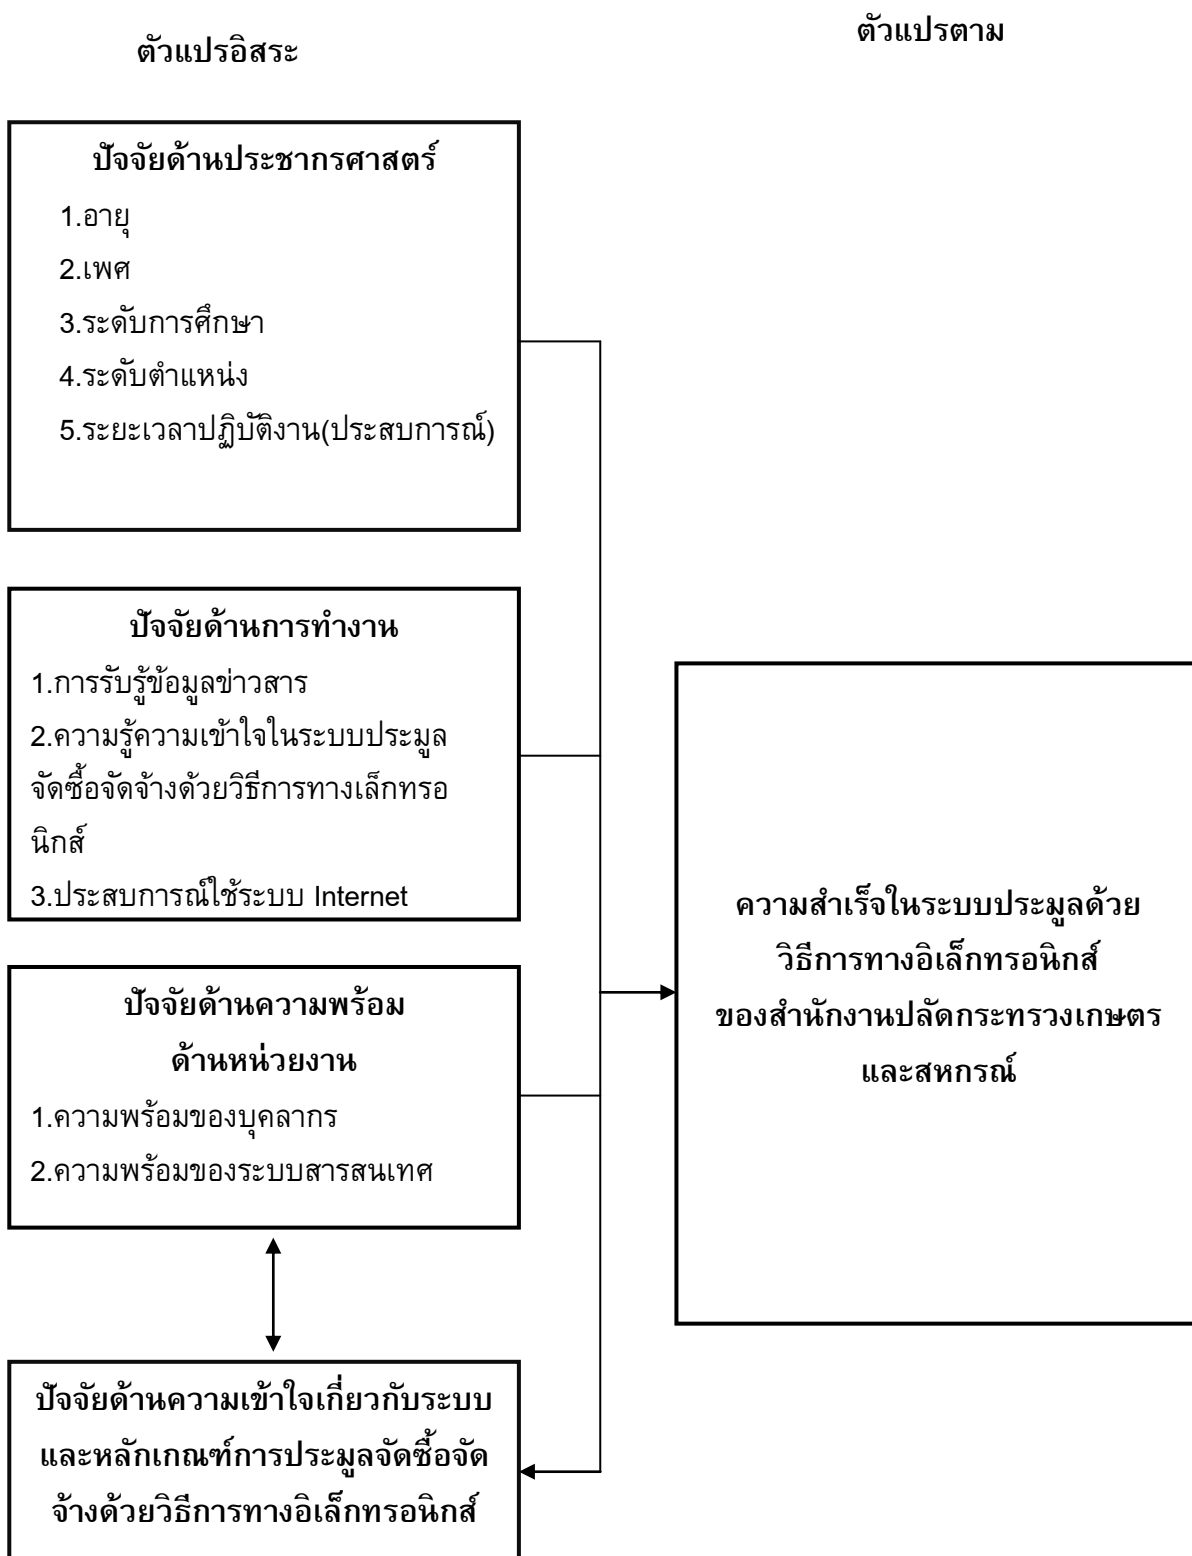 ตัวแปรอิสระ
ตัวแปรตาม
ปัจจัยด้านประชากรศาสตร์
1.อายุ
2.เพศ
3.ระดับการศึกษา
4.ระดับตำแหน่ง
5.ระยะเวลาปฏิบัติงาน(ประสบการณ์)
ปัจจัยด้านการทำงาน
1.การรับรู้ข้อมูลข่าวสาร
2.ความรู้ความเข้าใจในระบบประมูล
จัดซื้อจัดจ้างด้วยวิธีการทางเล็กทรอ
นิกส์
3.ประสบการณ์ใช้ระบบ Internet
ปัจจัยด้านความพร้อม
ด้านหน่วยงาน
1.ความพร้อมของบุคลากร
2.ความพร้อมของระบบสารสนเทศ
ปัจจัยด้านความเข้าใจเกี่ยวกับระบบ
และหลักเกณฑ์การประมูลจัดซื้อจัด
จ้างด้วยวิธีการทางอิเล็กทรอนิกส์
ความสำเร็จในระบบประมูลด้วย
วิธีการทางอิเล็กทรอนิกส์
ของสำนักงานปลัดกระทรวงเกษตร
และสหกรณ์